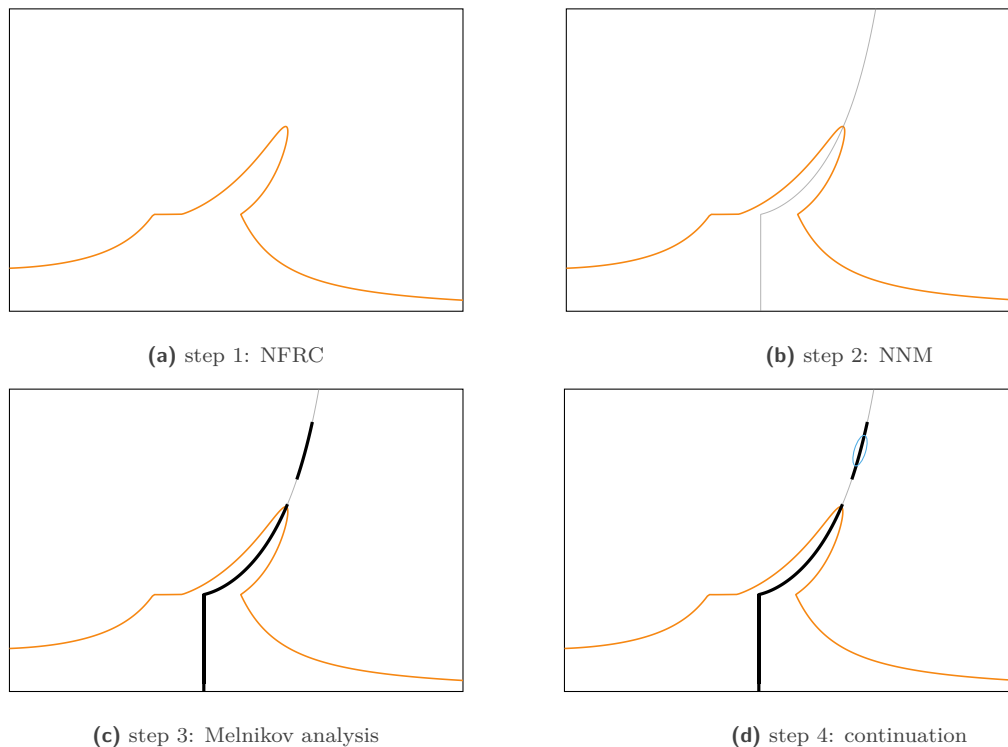 (a) step 1: NFRC
(b) step 2: NNM
(c) step 3: Melnikov analysis
(d) step 4: continuation